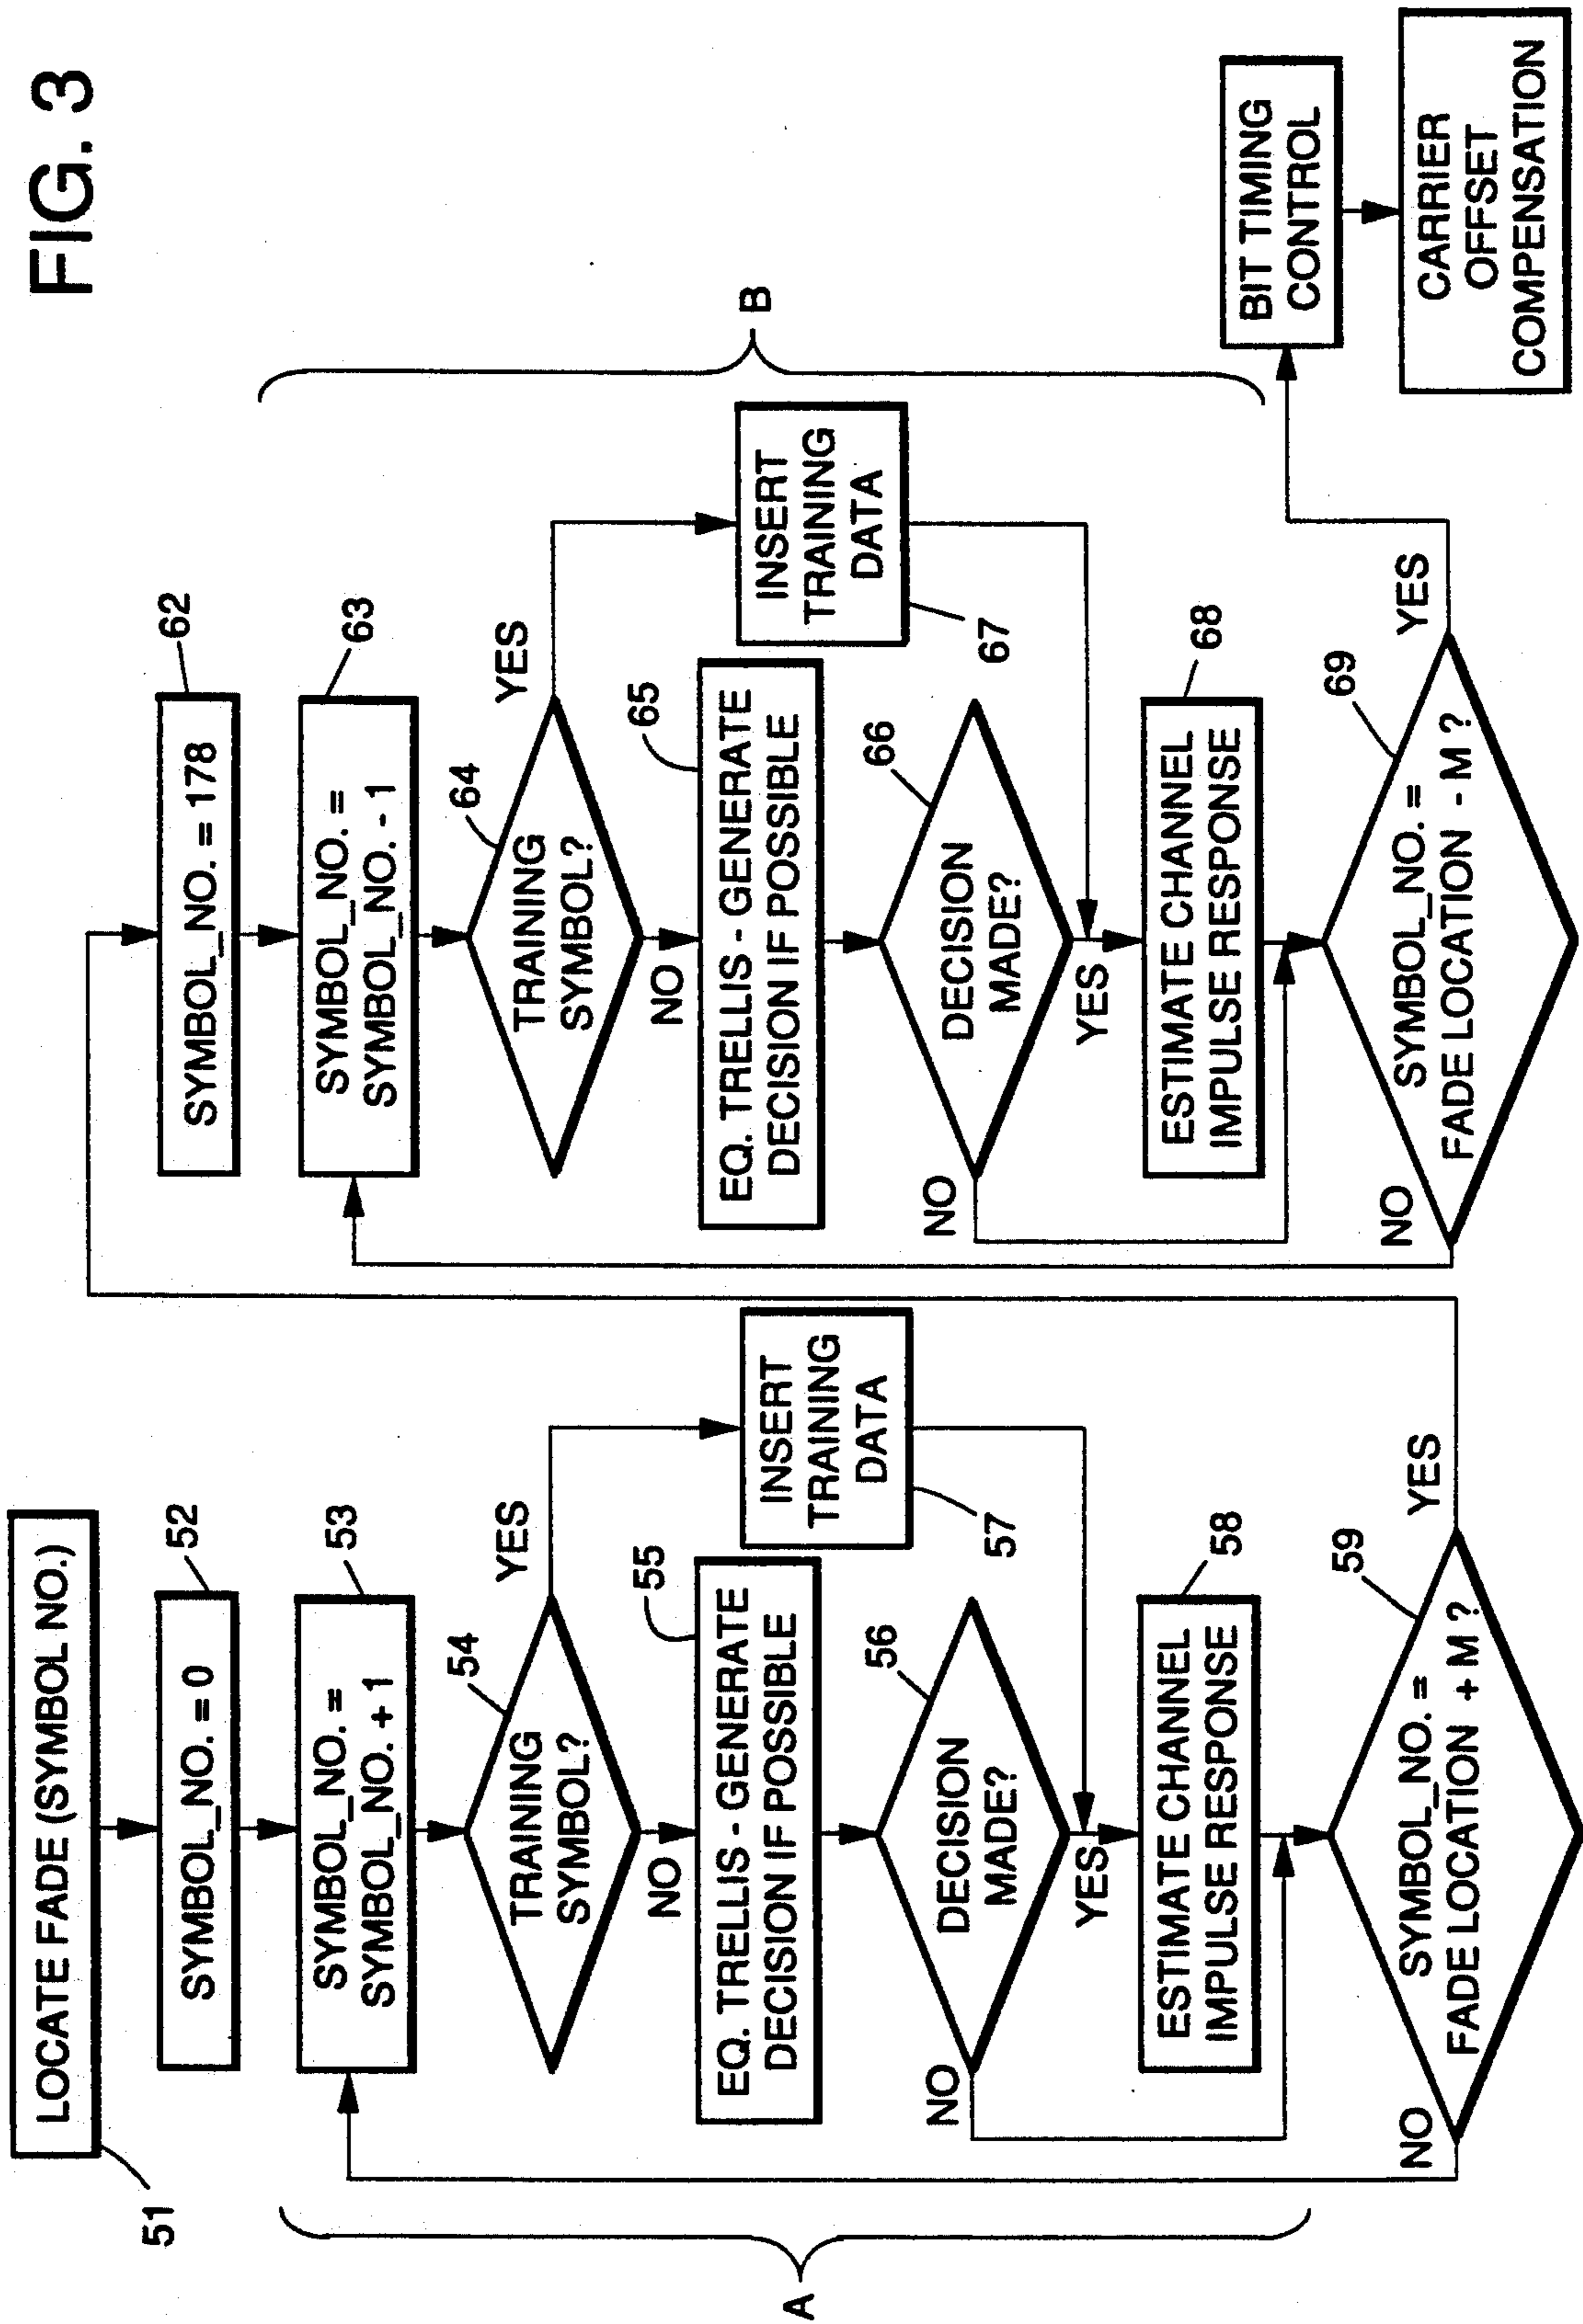 FIG. 3
LOCATE FADE (SYMBOL NO.)
51
SYMBOL_NO. = 0
52
SYMBOL_NO. =
SYMBOL_NO. + 1
53
TRAINING
SYMBOL?
54
YES
NO
EQ. TRELLIS - GENERATE
DECISION IF POSSIBLE
55
INSERT
TRAINING
DATA
57
DECISION
MADE?
56
NO
YES
ESTIMATE CHANNEL
IMPULSE RESPONSE
58
SYMBOL_NO. =
FADE LOCATION + M ?
59
NO
YES
A
SYMBOL_NO. = 178
62
SYMBOL_NO. =
SYMBOL_NO. - 1
63
TRAINING
SYMBOL?
64
YES
NO
EQ. TRELLIS - GENERATE
DECISION IF POSSIBLE
65
INSERT
TRAINING
DATA
67
DECISION
MADE?
66
NO
YES
ESTIMATE CHANNEL
IMPULSE RESPONSE
68
SYMBOL_NO. =
FADE LOCATION - M ?
69
NO
YES
B
BIT TIMING
CONTROL
CARRIER
OFFSET
COMPENSATION